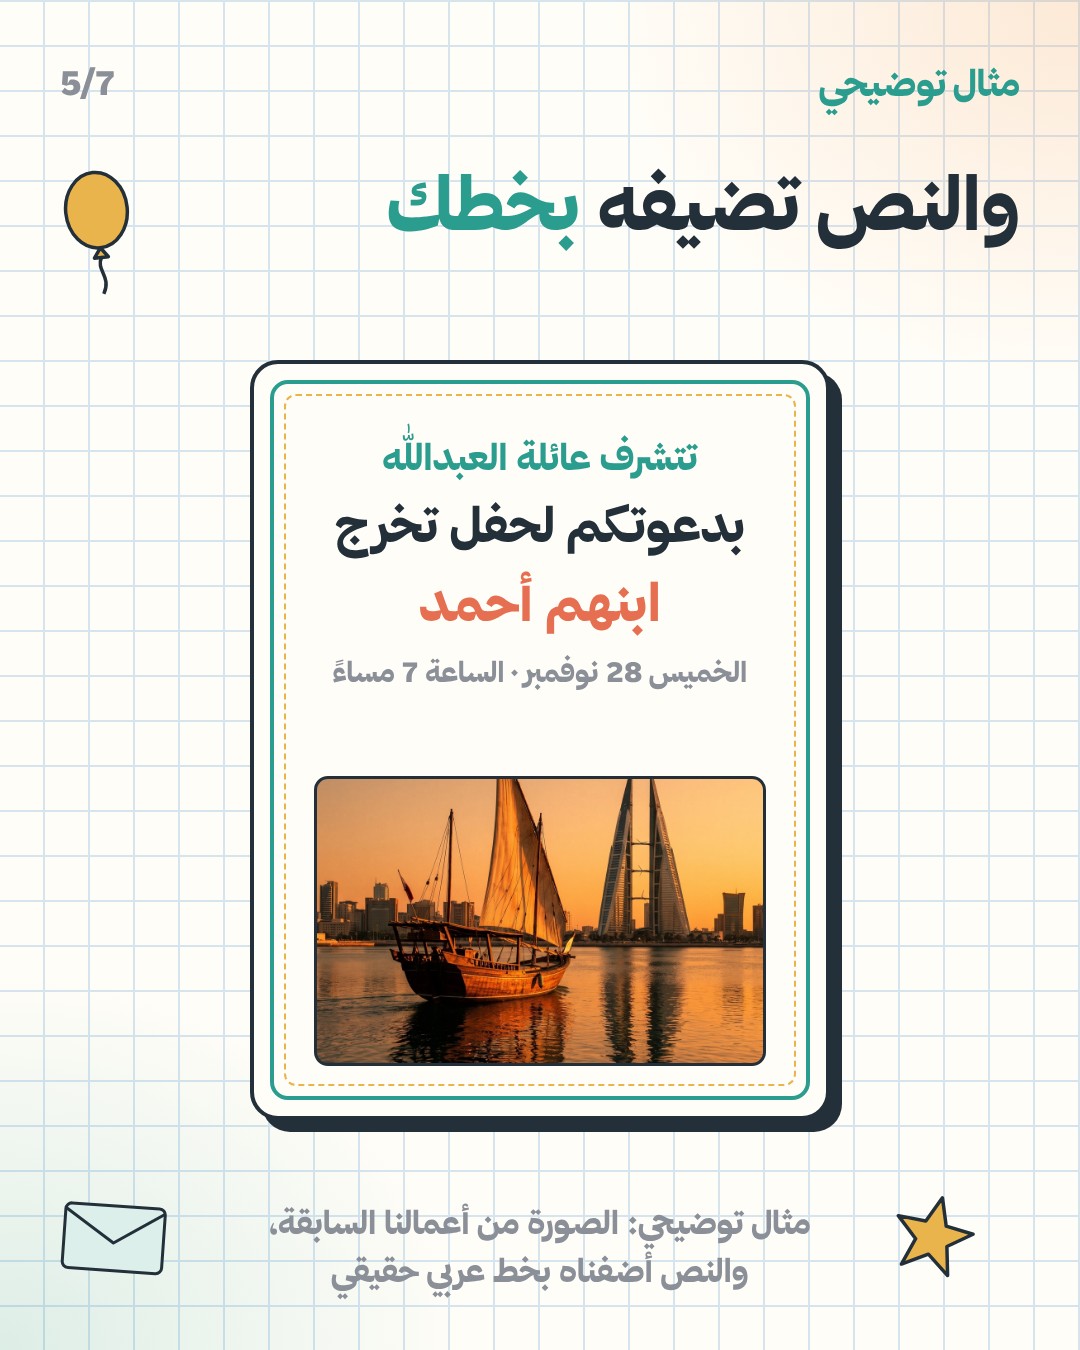 مثال توضيحي
5/7
والنص تضيفه بخطك
تتشرف عائلة العبدالله
بدعوتكم لحفل تخرج
ابنهم أحمد
الخميس 28 نوفمبر · الساعة 7 مساءً
مثال توضيحي: الصورة من أعمالنا السابقة،
والنص أضفناه بخط عربي حقيقي